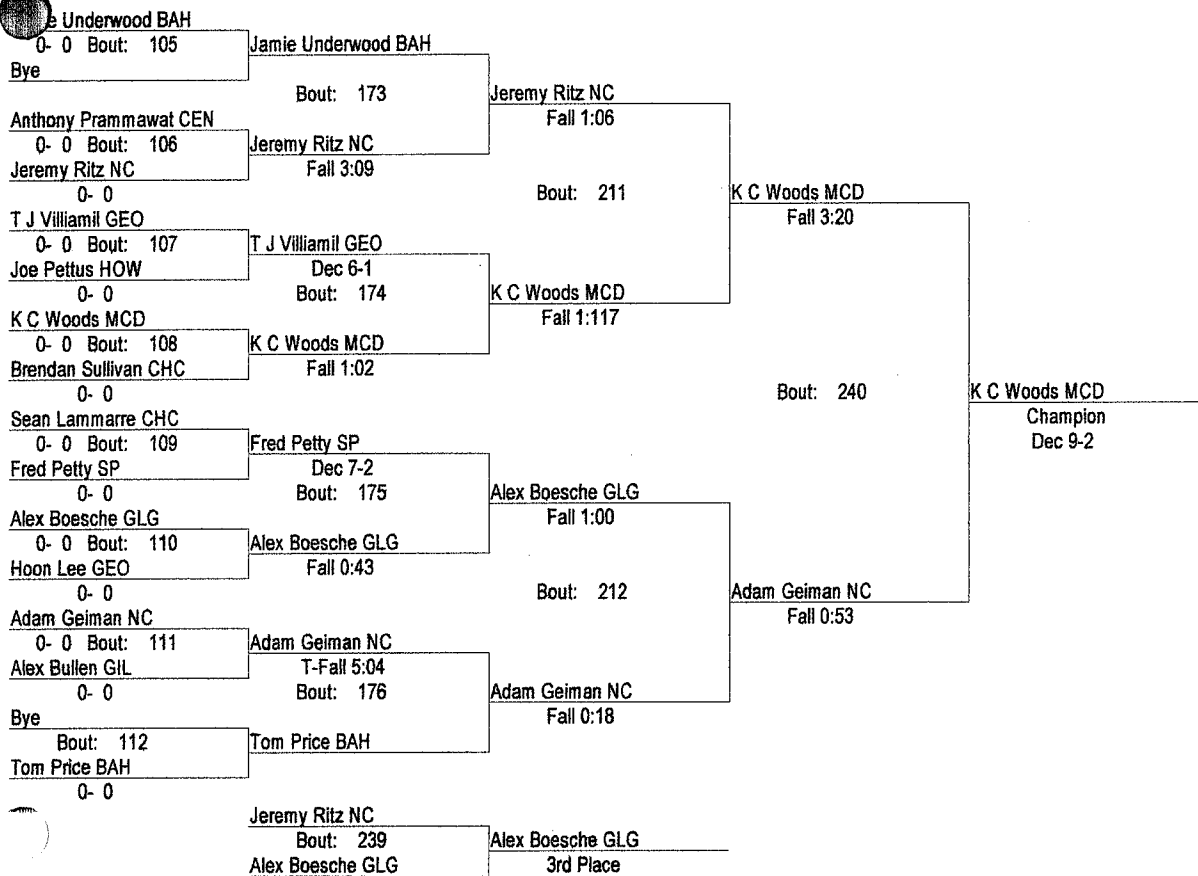 Underwood BAH
0- 0 Bout: 105
Bye
Jamie Underwood BAH
Bout: 173
Anthony Prammawat CEN
0- 0 Bout: 106
Jeremy Ritz NC
0- 0
Jeremy Ritz NC
Fall 3:09
Jeremy Ritz NC
Fall 1:06
Bout: 211
T J Villiamil GEO
0- 0 Bout: 107
Joe Pettus HOW
0- 0
T J Villiamil GEO
Dec 6-1
Bout: 174
K C Woods MCD
0- 0 Bout: 108
Brendan Sullivan CHC
0- 0
K C Woods MCD
Fall 1:02
K C Woods MCD
Fall 1:117
K C Woods MCD
Fall 3:20
Bout: 240
Sean Lammarre CHC
0- 0 Bout: 109
Fred Petty SP
0- 0
Fred Petty SP
Dec 7-2
Bout: 175
Alex Boesche GLG
0- 0 Bout: 110
Hoon Lee GEO
0- 0
Alex Boesche GLG
Fall 0:43
Alex Boesche GLG
Fall 1:00
Bout: 212
Adam Geiman NC
0- 0 Bout: 111
Alex Bullen GIL
0- 0
Adam Geiman NC
T-Fall 5:04
Bout: 176
Bye
Bout: 112
Tom Price BAH
0- 0
Tom Price BAH
Adam Geiman NC
Fall 0:18
Adam Geiman NC
Fall 0:53
K C Woods MCD
Champion
Dec 9-2
Jeremy Ritz NC
Bout: 239
Alex Boesche GLG
Alex Boesche GLG
3rd Place